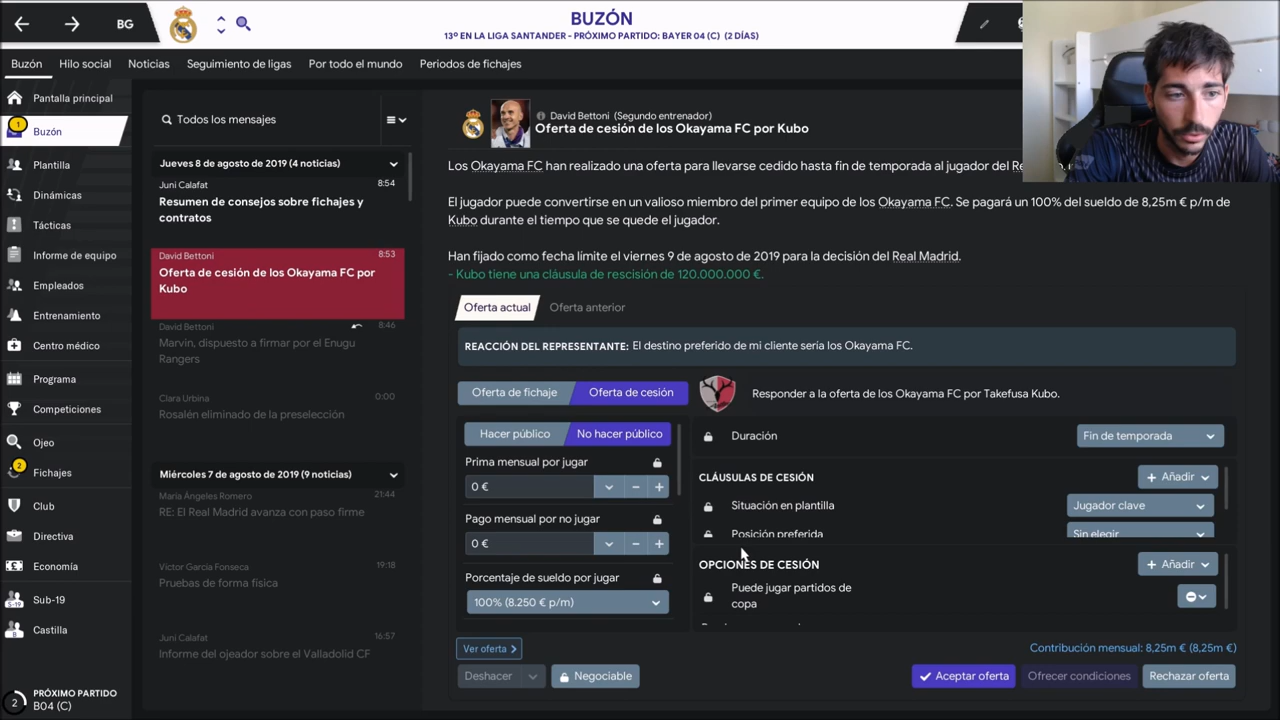 BG
BUZÓN
13º EN LA LIGA SANTANDER - PRÓXIMO PARTIDO: BAYER 04 (C) (2 DÍAS)
Buzón
Hilo social
Noticias
Seguimiento de ligas
Por todo el mundo
Periodos de fichajes
Pantalla principal
1
Buzón
Plantilla
Dinámicas
Tácticas
Informe de equipo
Empleados
Entrenamiento
Centro médico
Programa
Competiciones
Ojeo
2
Fichajes
Club
Directiva
Economía
S-19
Sub-19
B
Castilla
2
PRÓXIMO PARTIDO
B04 (C)
Todos los mensajes
Jueves 8 de agosto de 2019 (4 noticias)
Juni Calafat 8:54
Resumen de consejos sobre fichajes y
contratos
David Bettoni 8:53
Oferta de cesión de los Okayama FC por
Kubo
David Bettoni 8:46
Marvin, dispuesto a firmar por el Enugu
Rangers
Clara Urbina 0:00
Rosalén eliminado de la preselección
Miércoles 7 de agosto de 2019 (9 noticias)
María Ángeles Romero 21:44
RE: El Real Madrid avanza con paso firme
Víctor García Fonseca 19:18
Pruebas de forma física
Juni Calafat 16:57
Informe del ojeador sobre el Valladolid CF
David Bettoni (Segundo entrenador)
Oferta de cesión de los Okayama FC por Kubo
Los Okayama FC han realizado una oferta para llevarse cedido hasta fin de temporada al jugador del
El jugador puede convertirse en un valioso miembro del primer equipo de los Okayama FC. Se pagará un 100% del sueldo de 8,25m € p/m de
Kubo durante el tiempo que se quede el jugador.
Han fijado como fecha límite el viernes 9 de agosto de 2019 para la decisión del Real Madrid.
- Kubo tiene una cláusula de rescisión de 120.000.000 €.
Oferta actual
Oferta anterior
REACCIÓN DEL REPRESENTANTE: El destino preferido de mi cliente sería los Okayama FC.
Oferta de fichaje
Oferta de cesión
Responder a la oferta de los Okayama FC por Takefusa Kubo.
Hacer público
No hacer público
Prima mensual por jugar
0 €
Pago mensual por no jugar
0 €
Porcentaje de sueldo por jugar
100% (8.250 € p/m)
Duración
Fin de temporada
CLÁUSULAS DE CESIÓN
Añadir
Situación en plantilla
Jugador clave
Posición preferida
Sin elegir
OPCIONES DE CESIÓN
Añadir
Puede jugar partidos de
copa
Ver oferta
Contribución mensual: 8,25m € (8,25m €)
Deshacer
Negociable
Aceptar oferta
Ofrecer condiciones
Rechazar oferta